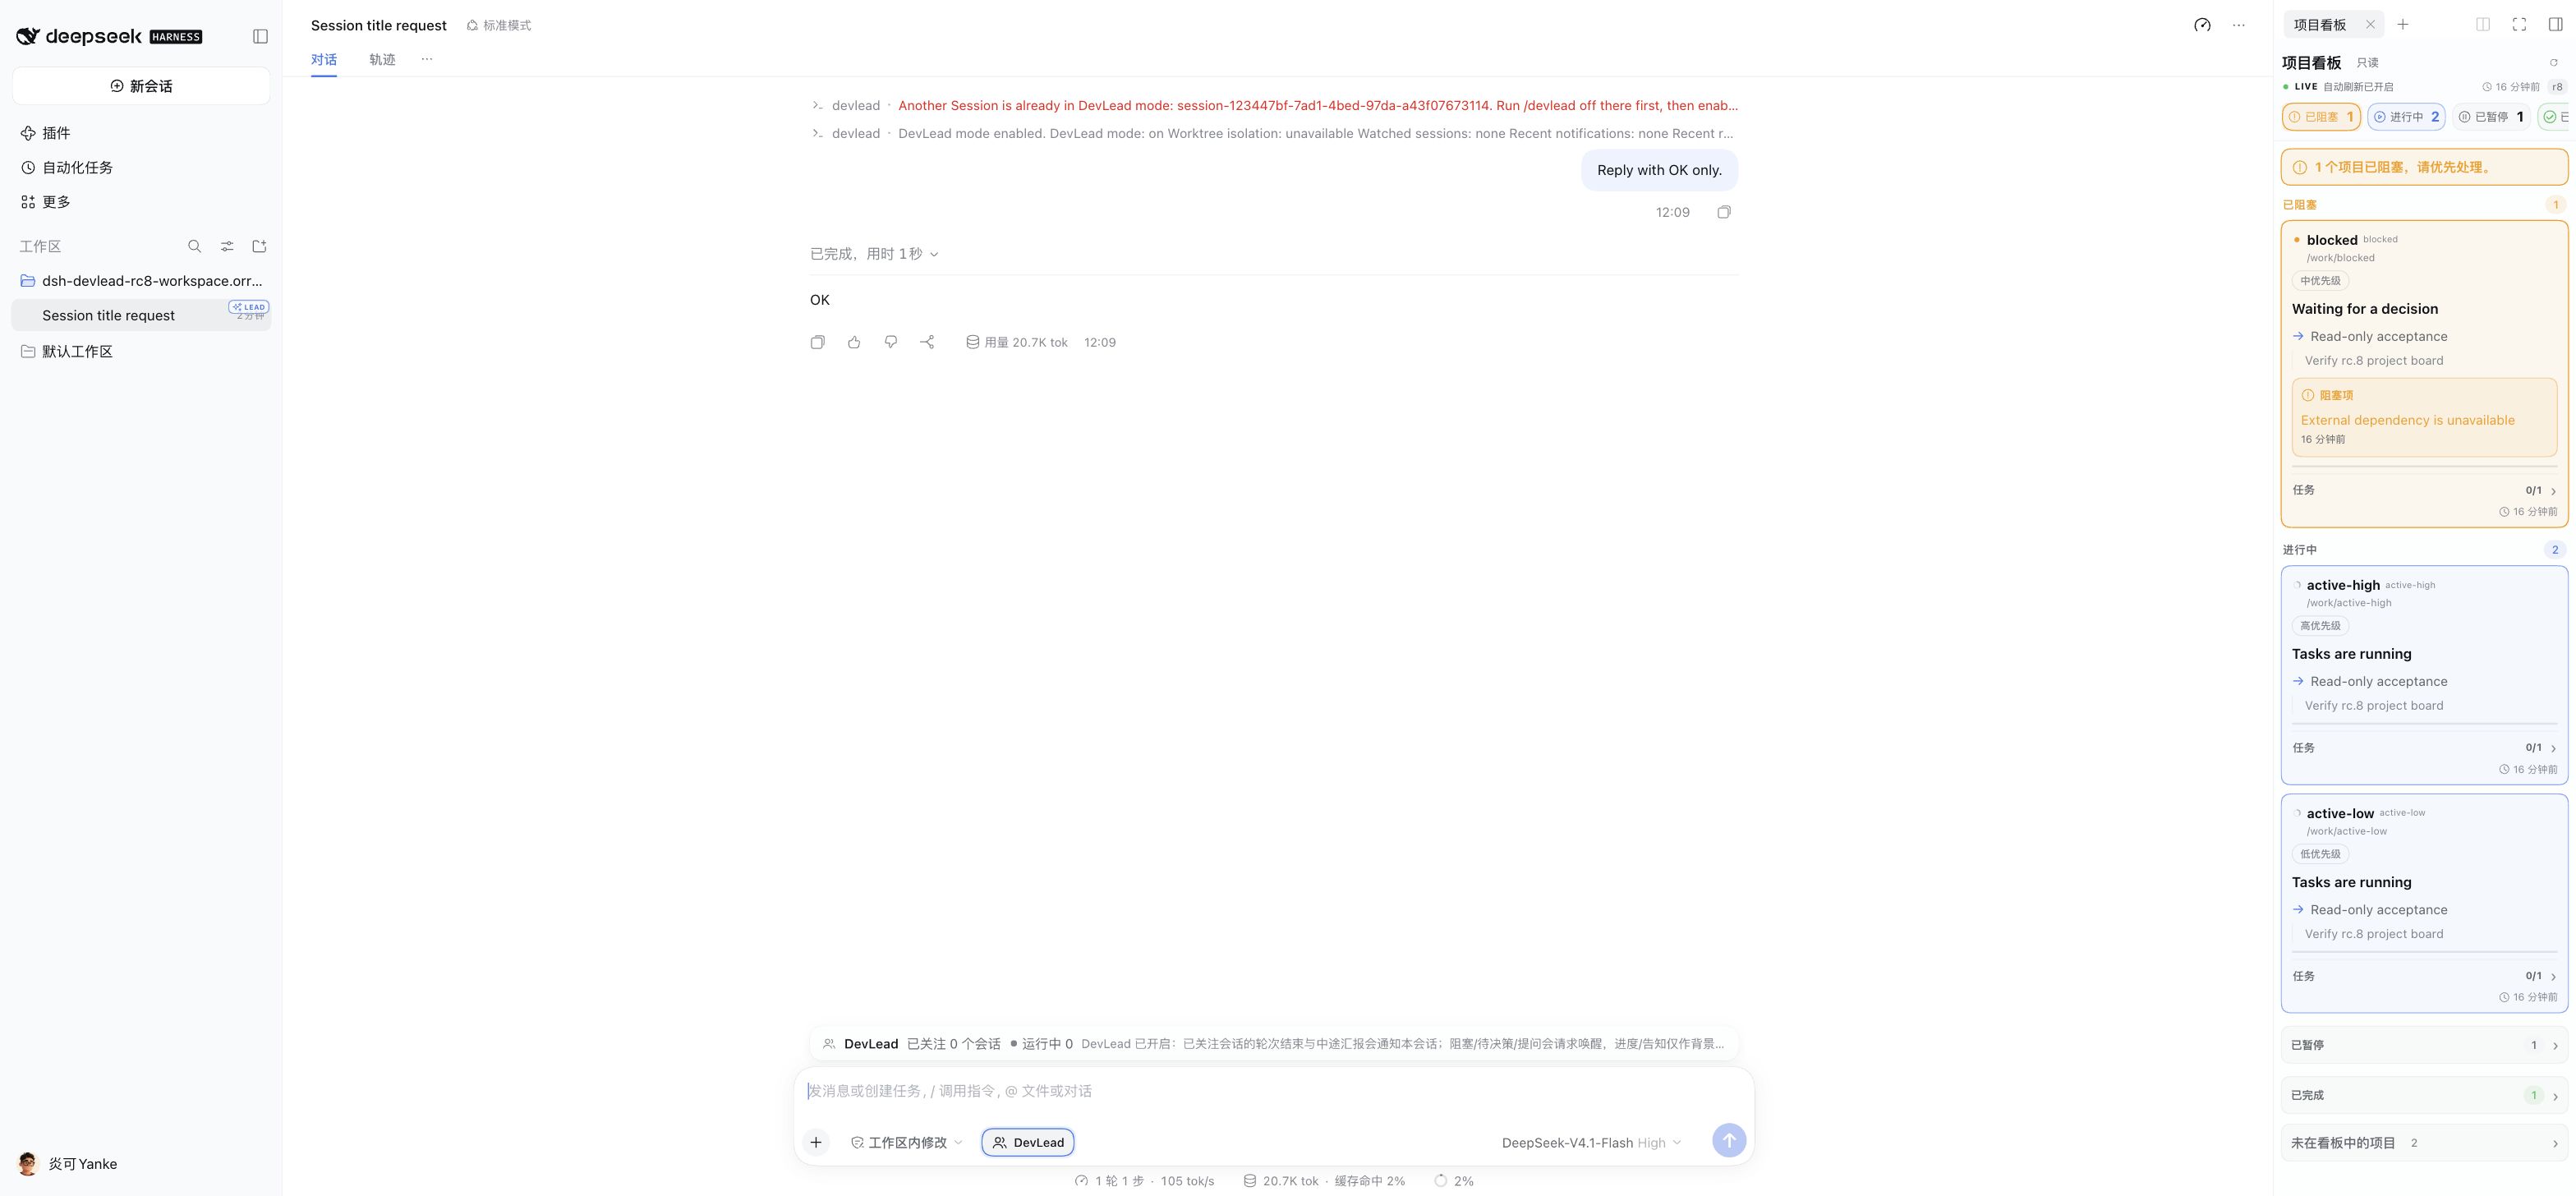 deepseek HARNESS
新会话
插件
自动化任务
更多
工作区
dsh-devlead-rc8-workspace.orr...
Session title request
LEAD
2分钟
默认工作区
炎可Yanke
Session title request 标准模式
对话 轨迹
devlead · Another Session is already in DevLead mode: session-123447bf-7ad1-4bed-97da-a43f07673114. Run /devlead off there first, then enab...
devlead · DevLead mode enabled. DevLead mode: on Worktree isolation: unavailable Watched sessions: none Recent notifications: none Recent r...
Reply with OK only.
12:09
已完成，用时 1秒
OK
用量 20.7K tok 12:09
DevLead 已关注 0 个会话 运行中 0 DevLead 已开启：已关注会话的轮次结束与中途汇报会通知本会话；阻塞/待决策/提问会请求唤醒，进度/告知仅作背景...
发消息或创建任务, / 调用指令, @ 文件或对话
工作区内修改 DevLead DeepSeek-V4.1-Flash High
1 轮 1 步 · 105 tok/s 20.7K tok · 缓存命中 2% 2%
项目看板
项目看板 只读
LIVE 自动刷新已开启 16 分钟前 r8
已阻塞 1 进行中 2 已暂停 1
1 个项目已阻塞，请优先处理。
已阻塞 1
blocked blocked
/work/blocked
中优先级
Waiting for a decision
→ Read-only acceptance
Verify rc.8 project board
阻塞项
External dependency is unavailable
16 分钟前
任务 0/1
16 分钟前
进行中 2
active-high active-high
/work/active-high
高优先级
Tasks are running
→ Read-only acceptance
Verify rc.8 project board
任务 0/1
16 分钟前
active-low active-low
/work/active-low
低优先级
Tasks are running
→ Read-only acceptance
Verify rc.8 project board
任务 0/1
16 分钟前
已暂停 1
已完成 1
未在看板中的项目 2